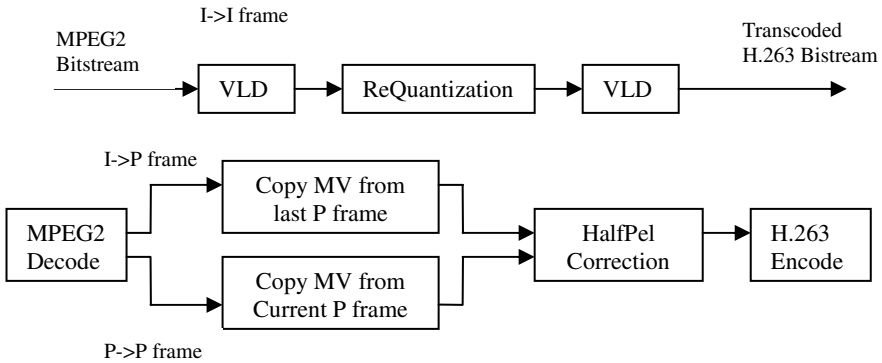 I->I frame
MPEG2
Bitstream
Transcoded
H.263 Bistream
VLD
ReQuantization
VLD
I->P frame
Copy MV from
last P frame
MPEG2
Decode
HalfPel
Correction
H.263
Encode
Copy MV from
Current P frame
P->P frame